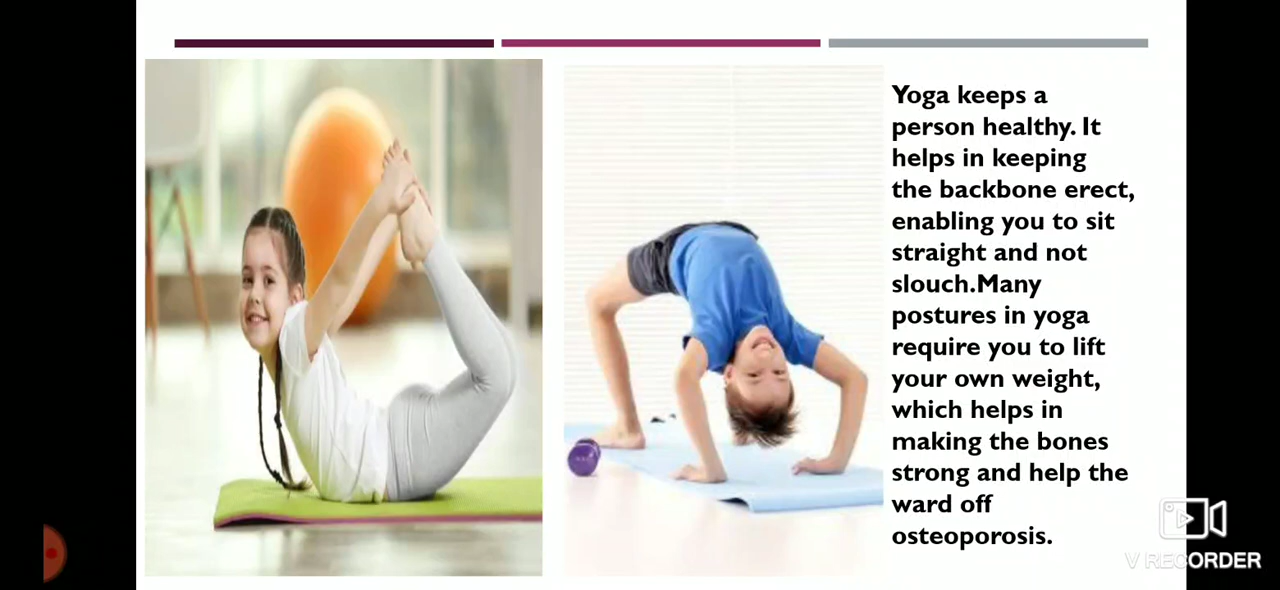 Yoga keeps a
person healthy. It
helps in keeping
the backbone erect,
enabling you to sit
straight and not
slouch.Many
postures in yoga
require you to lift
your own weight,
which helps in
making the bones
strong and help the
ward off
osteoporosis.
V RECORDER